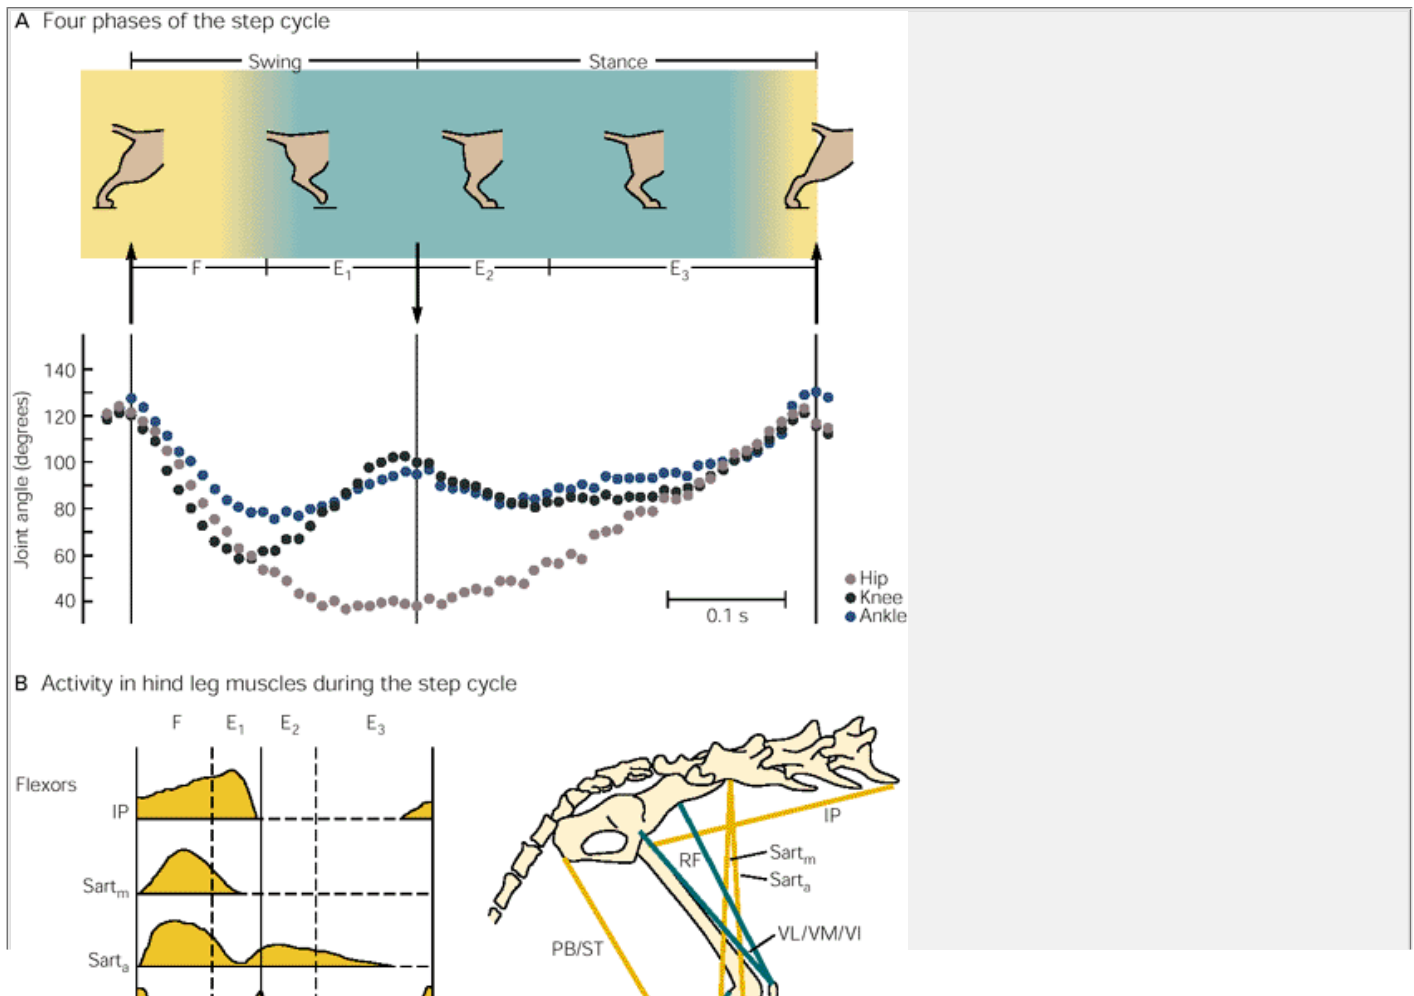 A Four phases of the step cycle
Swing Stance
F E₁ E₂ E₃
Joint angle (degrees)
140
120
100
80
60
40
0.1 s
Hip
Knee
Ankle
B Activity in hind leg muscles during the step cycle
F E₁ E₂ E₃
Flexors
IP
Sartₘ
Sartₐ
IP
RF
Sartₘ
Sartₐ
VL/VM/VI
PB/ST